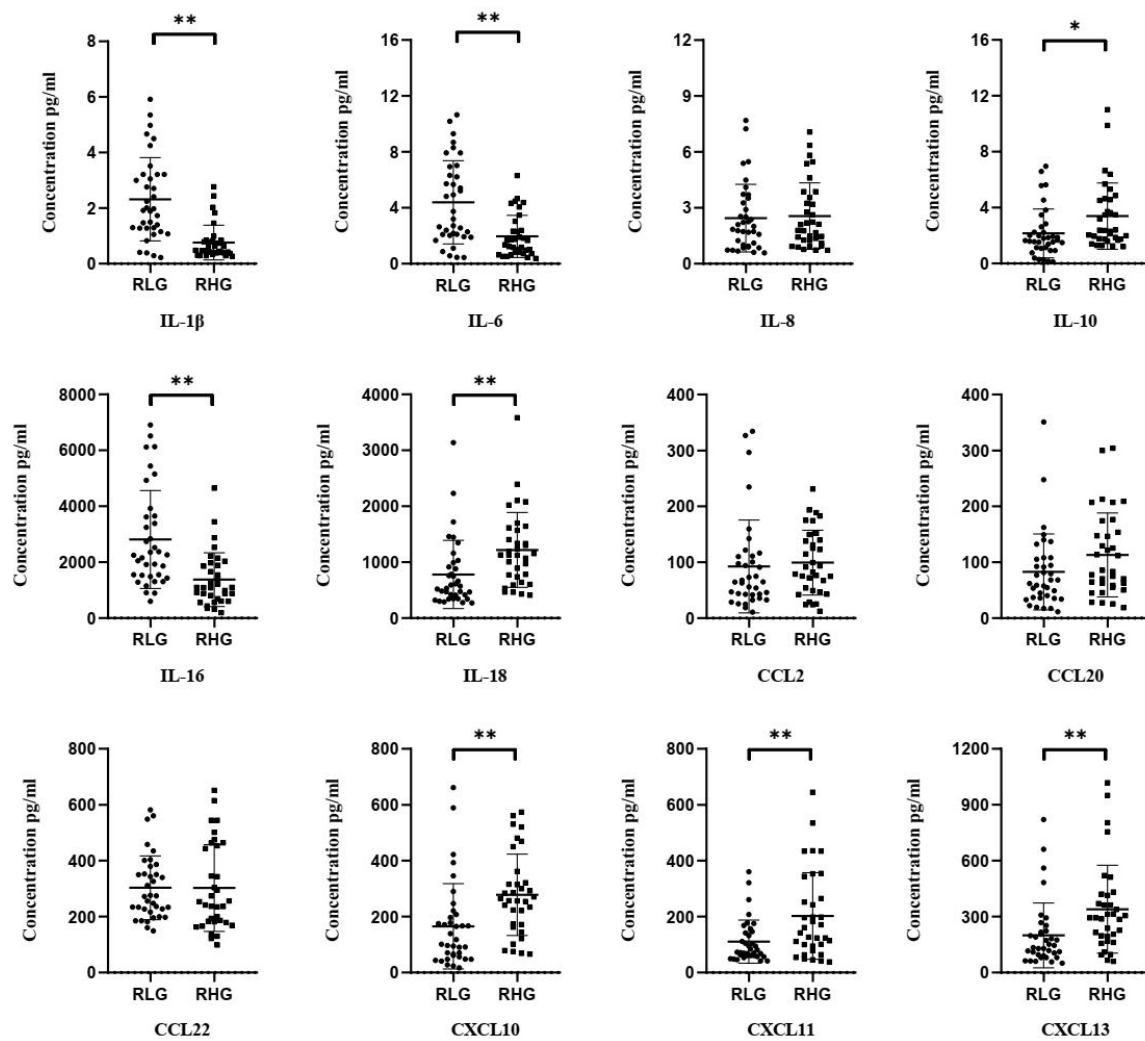 ** ** *
8 16 12 16
6 12 9 12
4 8 6 8
2 4 3 4
0 0 0 0
Concentration pg/ml Concentration pg/ml Concentration pg/ml Concentration pg/ml
RLG RHG RLG RHG RLG RHG RLG RHG
IL-1β IL-6 IL-8 IL-10
** **
8000 4000 400 400
6000 3000 300 300
4000 2000 200 200
2000 1000 100 100
0 0 0 0
Concentration pg/ml Concentration pg/ml Concentration pg/ml Concentration pg/ml
RLG RHG RLG RHG RLG RHG RLG RHG
IL-16 IL-18 CCL2 CCL20
** ** **
800 800 800 1200
600 600 600 900
400 400 400 600
200 200 200 300
0 0 0 0
Concentration pg/ml Concentration pg/ml Concentration pg/ml Concentration pg/ml
RLG RHG RLG RHG RLG RHG RLG RHG
CCL22 CXCL10 CXCL11 CXCL13